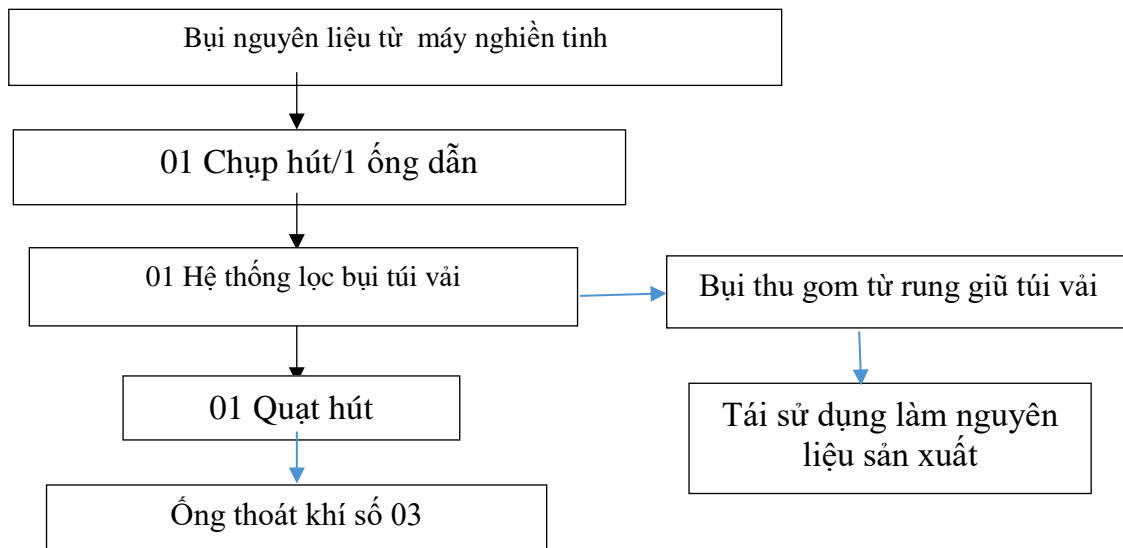 Bụi nguyên liệu từ máy nghiền tinh
01 Chụp hút/1 ống dẫn
01 Hệ thống lọc bụi túi vải
Bụi thu gom từ rung giũ túi vải
01 Quạt hút
Tái sử dụng làm nguyên
liệu sản xuất
Ống thoát khí số 03